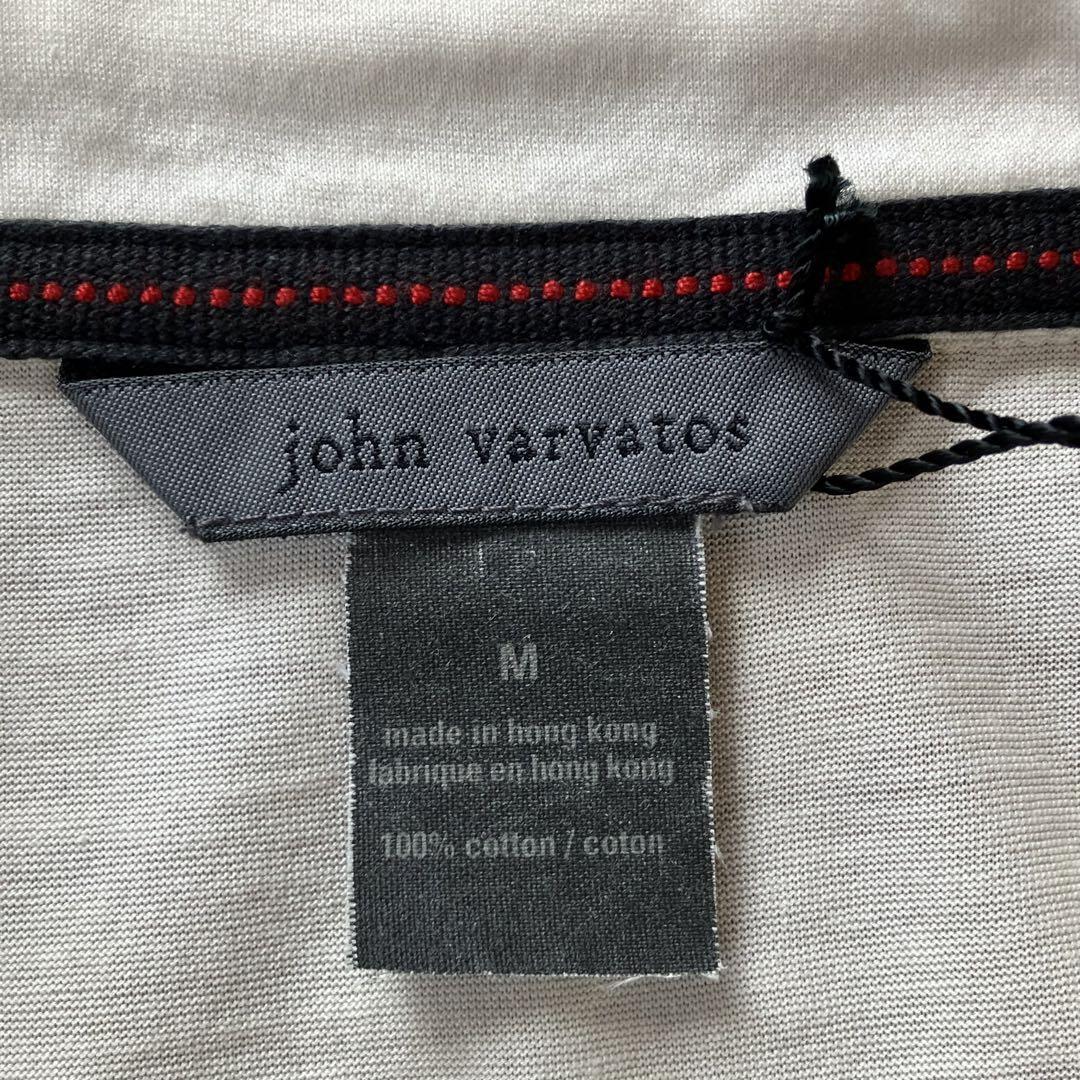 john varvatos
M
made in hong kong
fabrique en hong kong
100% cotton / coton